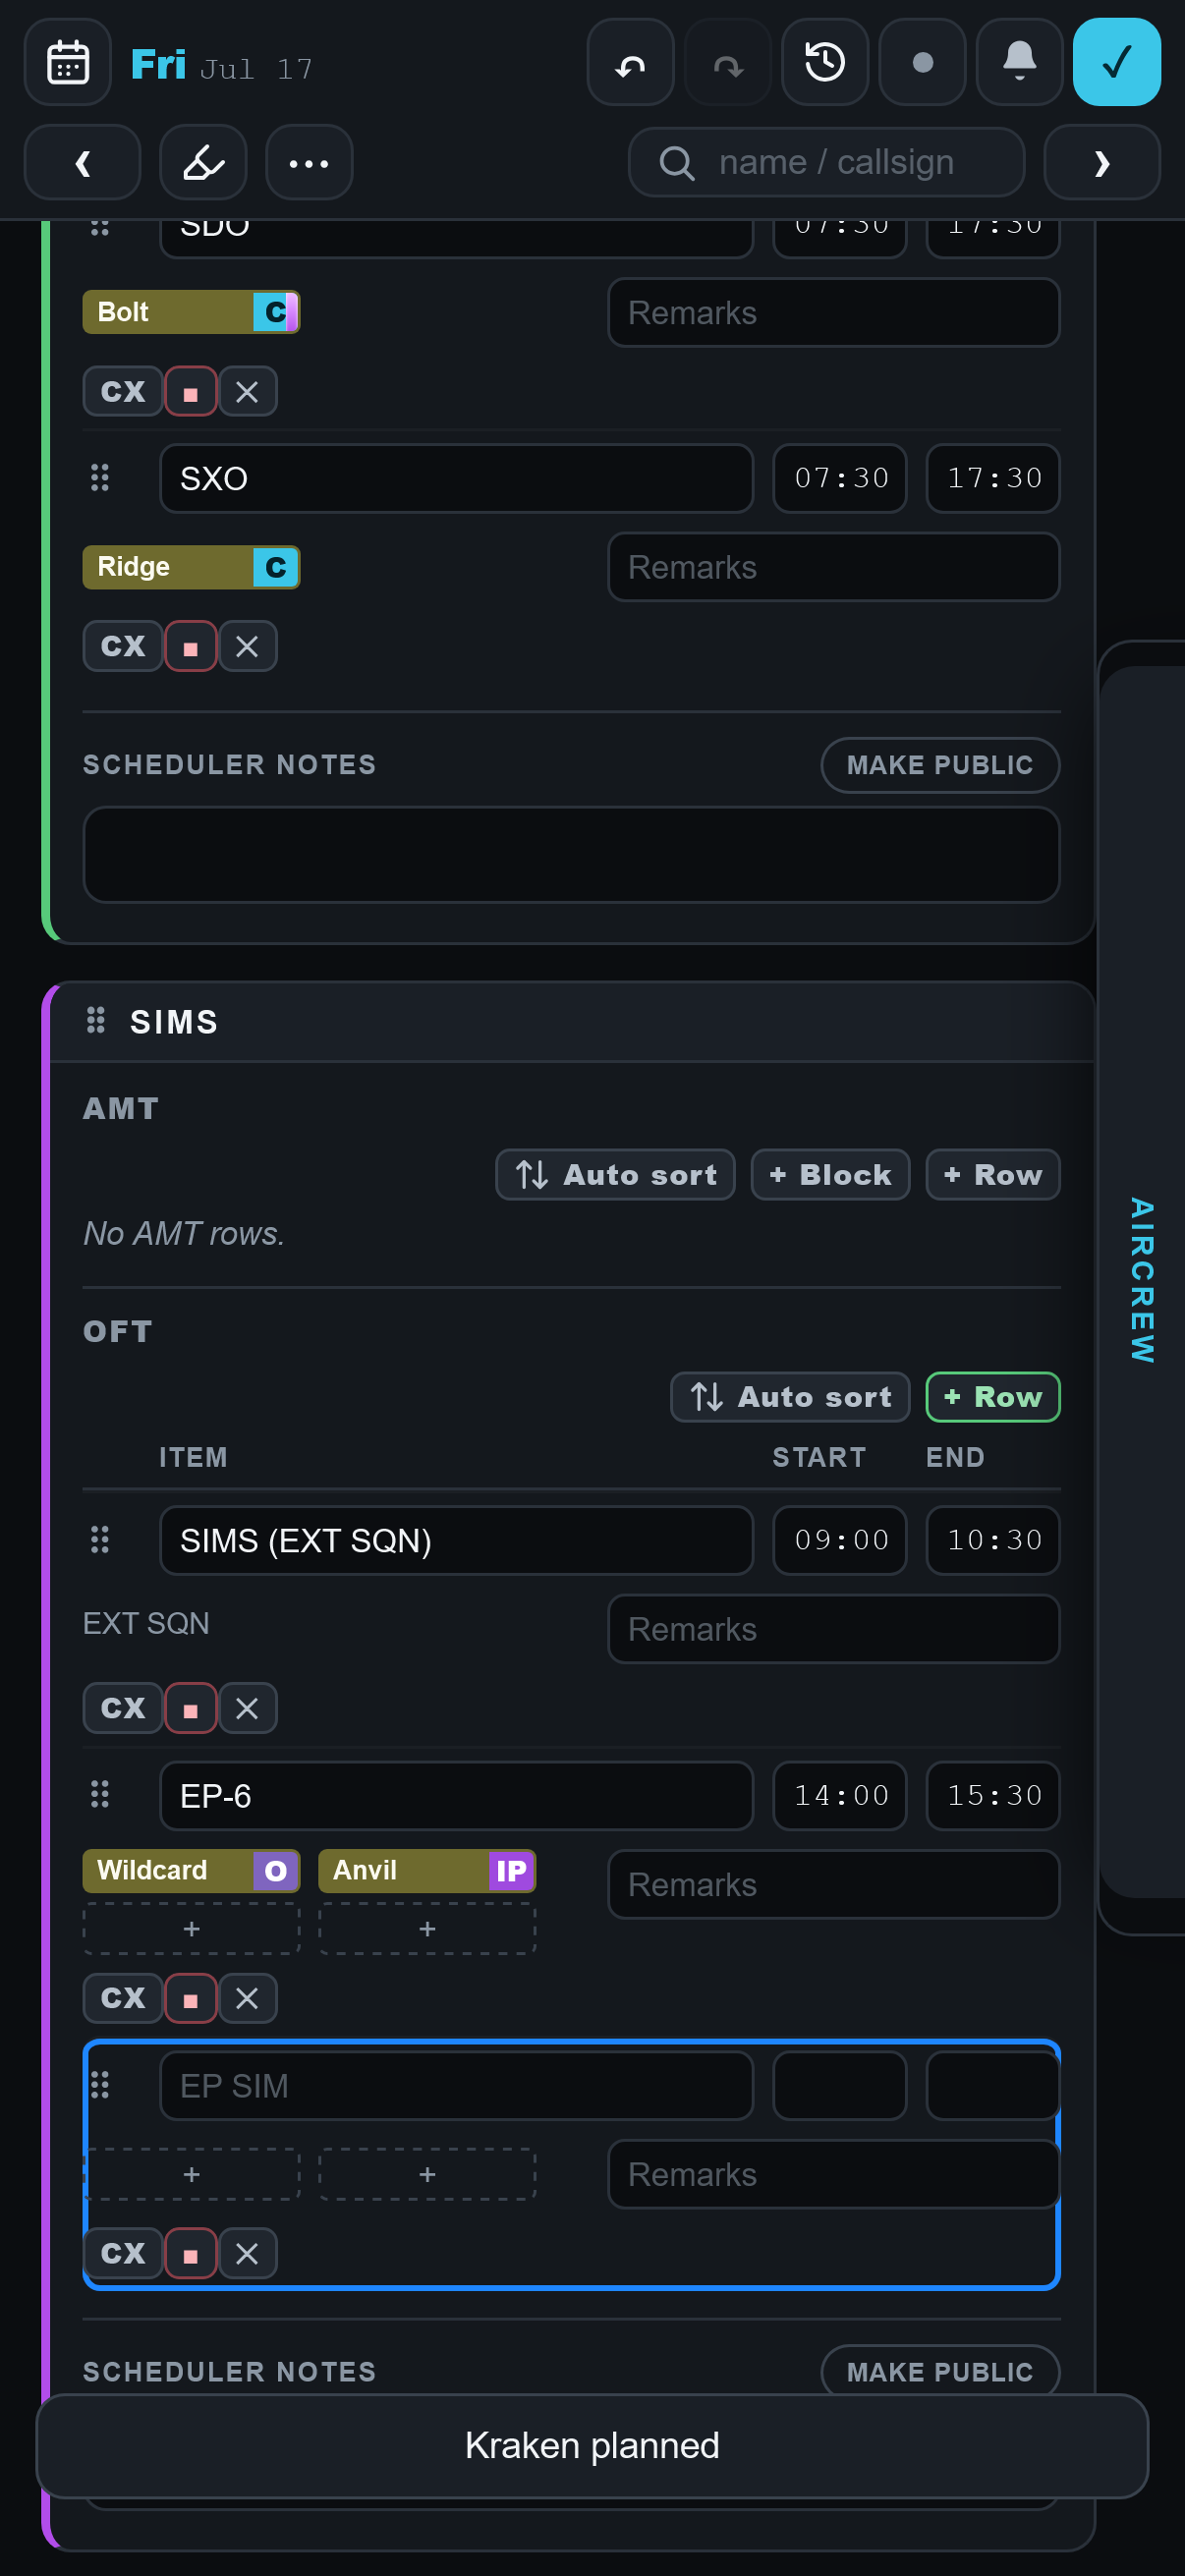 Fri Jul 17
name / callsign
SDO 07:30 17:30
Bolt C Remarks
CX
SXO 07:30 17:30
Ridge C Remarks
CX
SCHEDULER NOTES MAKE PUBLIC
SIMS
AMT
Auto sort + Block + Row
No AMT rows.
AIRCREW
OFT
Auto sort + Row
ITEM START END
SIMS (EXT SQN) 09:00 10:30
EXT SQN Remarks
CX
EP-6 14:00 15:30
Wildcard O Anvil IP Remarks
+ +
CX
EP SIM
+ + Remarks
CX
SCHEDULER NOTES MAKE PUBLIC
Kraken planned